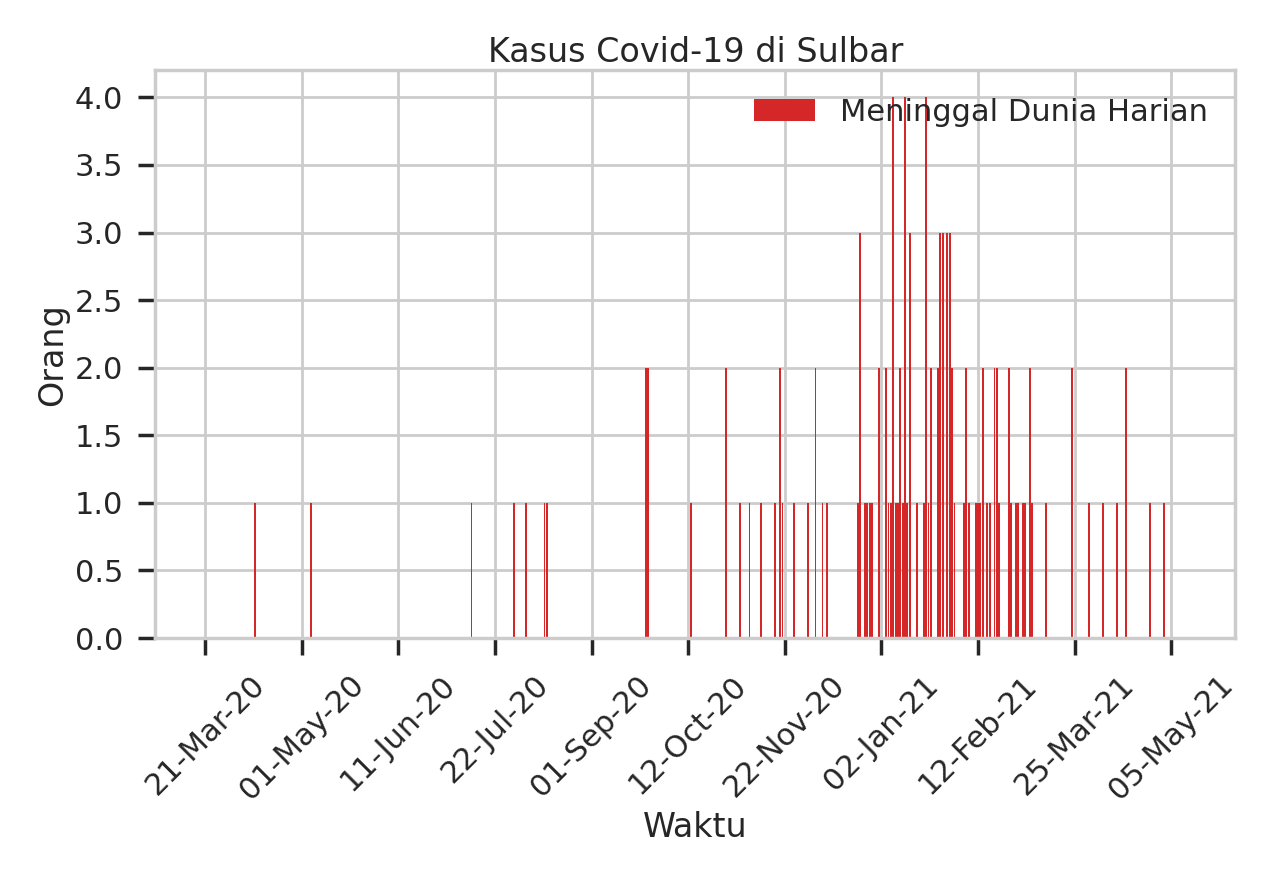 Kasus Covid-19 di Sulbar
Meninggal Dunia Harian
4.0
3.5
3.0
2.5
2.0
1.5
1.0
0.5
0.0
Orang
21-Mar-20
01-May-20
11-Jun-20
22-Jul-20
01-Sep-20
12-Oct-20
22-Nov-20
02-Jan-21
12-Feb-21
25-Mar-21
05-May-21
Waktu